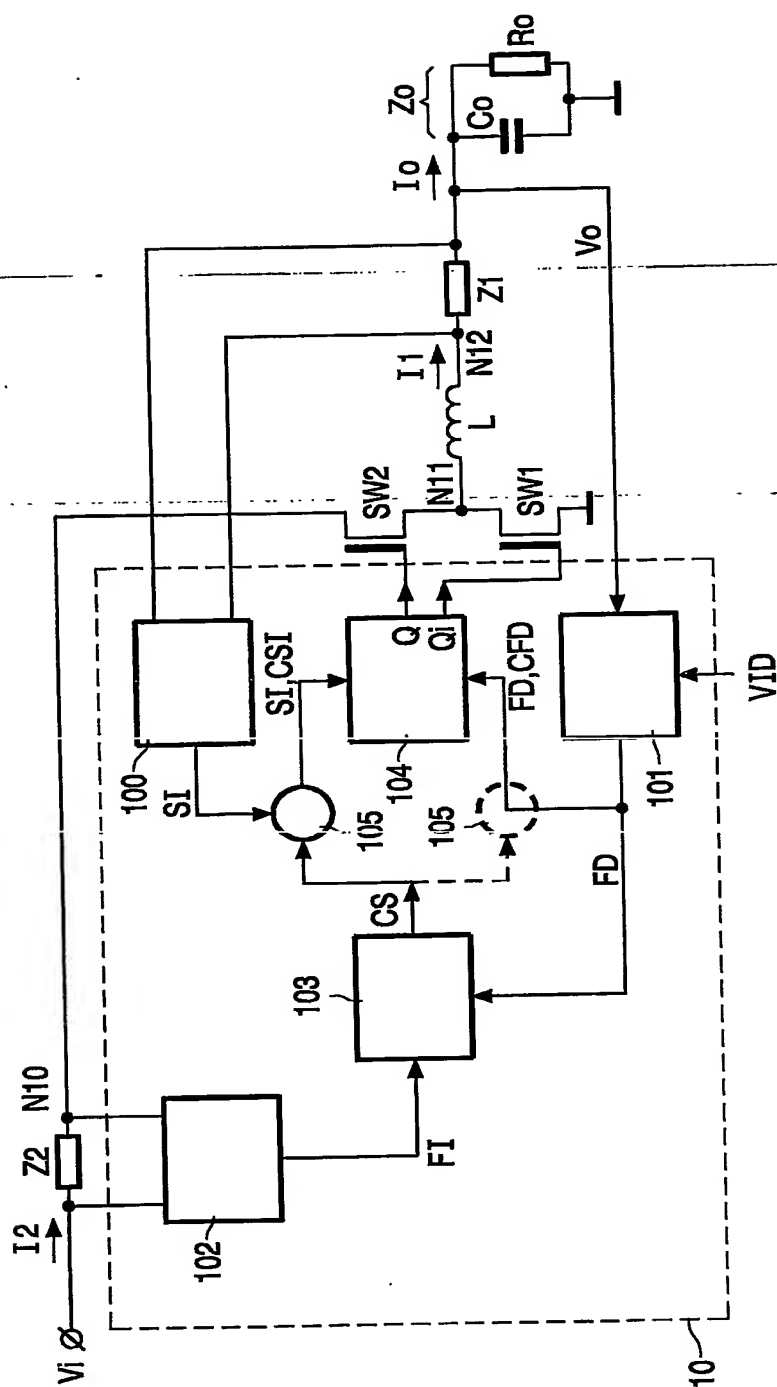 Vi
I2
Z2
N10
102
FI
103
CS
FD
100
SI
105
105
SI,CSI
104
Q
Qi
FD,CFD
101
VID
SW2
N11
SW1
L
I1
N12
Z1
Vo
Io
Zo
Co
Ro
10